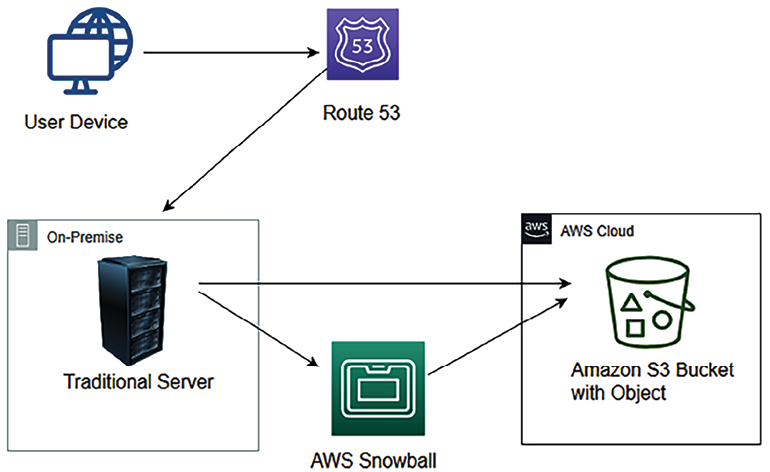 53
User Device
Route 53
On-Premise
aws
AWS Cloud
Traditional Server
Amazon S3 Bucket
with Object
AWS Snowball